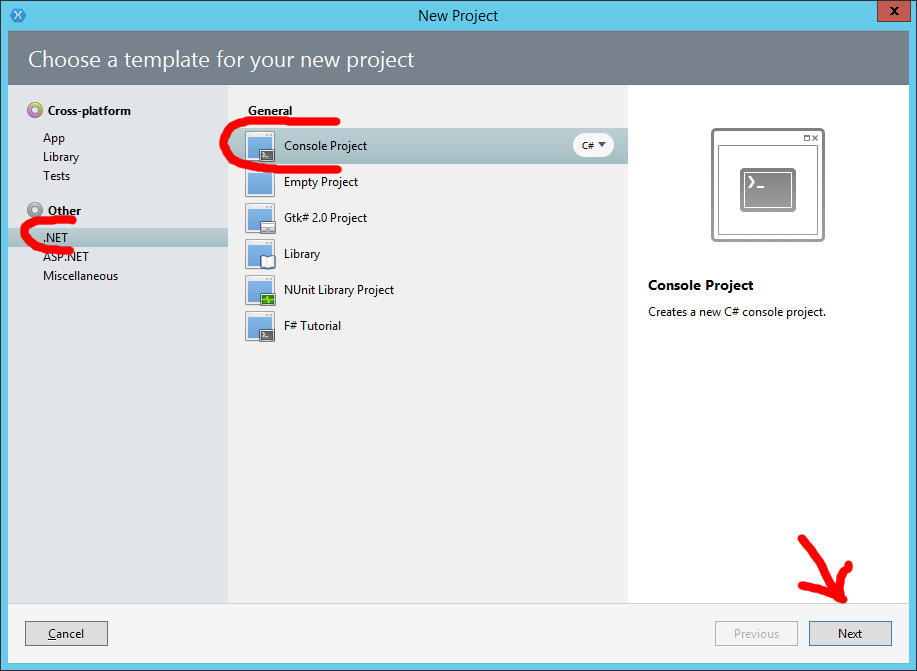 New Project
Choose a template for your new project
Cross-platform
App
Library
Tests
Other
.NET
ASP.NET
Miscellaneous
General
Console Project
C#
Empty Project
Gtk# 2.0 Project
Library
NUnit Library Project
F# Tutorial
Console Project
Creates a new C# console project.
Cancel
Previous
Next